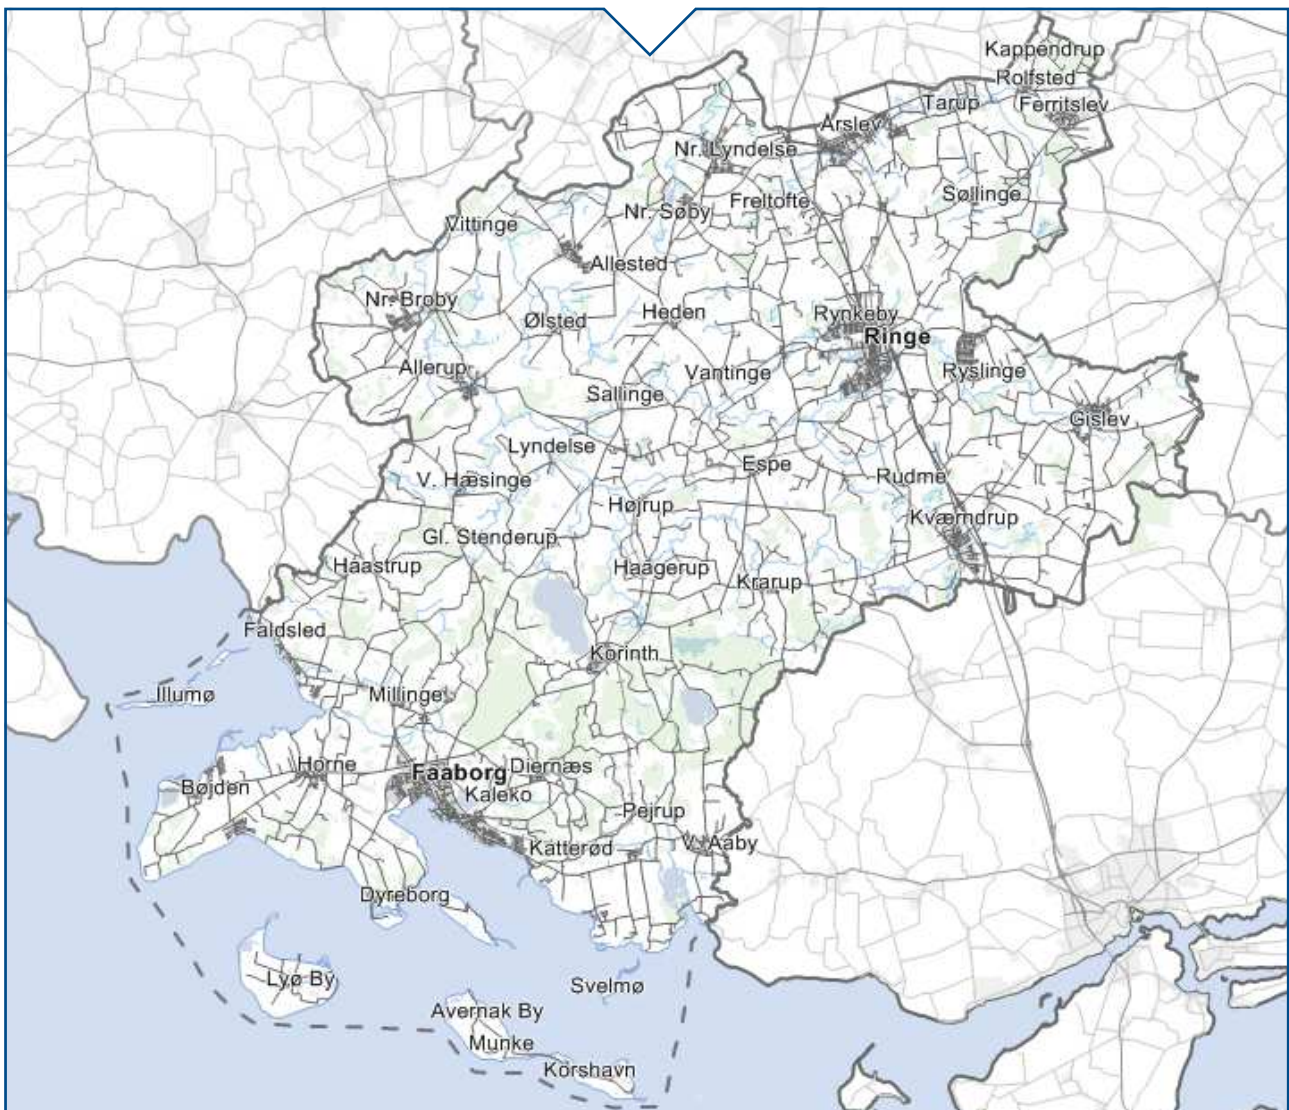 Kappendrup
Rolfsted
Tarup
Ferritslev
Årslev
Nr. Lyndelse
Søllinge
Freltofte
Nr. Søby
Vittinge
Allested
Nr. Broby
Heden
Rynkeby
Ølsted
Ringe
Allerup
Vantinge
Ryslinge
Sallinge
Gislev
Lyndelse
Espe
V. Hæsinge
Rudme
Højrup
Kværndrup
Gl. Stenderup
Haastrup
Haagerup
Krarup
Faldsled
Korinth
Illumø
Millinge
Horne
Faaborg
Diernæs
Bøjden
Kaleko
Pejrup
V. Aaby
Katterød
Dyreborg
Lyø By
Svelmø
Avernak By
Munke
Korshavn